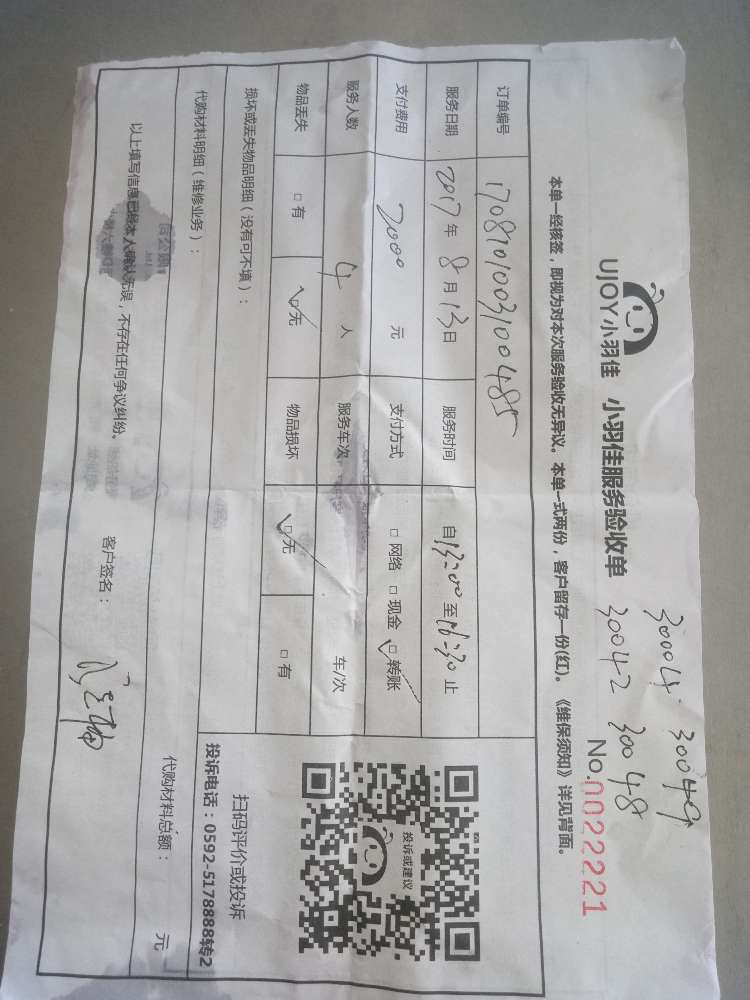 30014 30049
30042 30048
UJOY小羽佳 小羽佳服务验收单
No.0022221
本单一经核签，即视为对本次服务验收无异议。本单一式两份，客户留存一份(红)。《维保须知》详见背面。
订单编号 1708101003100485
服务日期 2017年8月13日 服务时间 自13:00至16:30止
支付费用 2000 元 支付方式 □网络 □现金 □转账
服务人数 4 人 服务车次 车/次
物品丢失 □有 □无 物品损坏 □无 □有
损坏或丢失物品明细（没有可不填）：
代购材料明细（维修业务）：
代购材料总额： 元
以上填写信息已经本人确认无误，不存在任何争议纠纷。
客户签名：
投诉或建议
扫码评价或投诉
投诉电话：0592-5178888转2